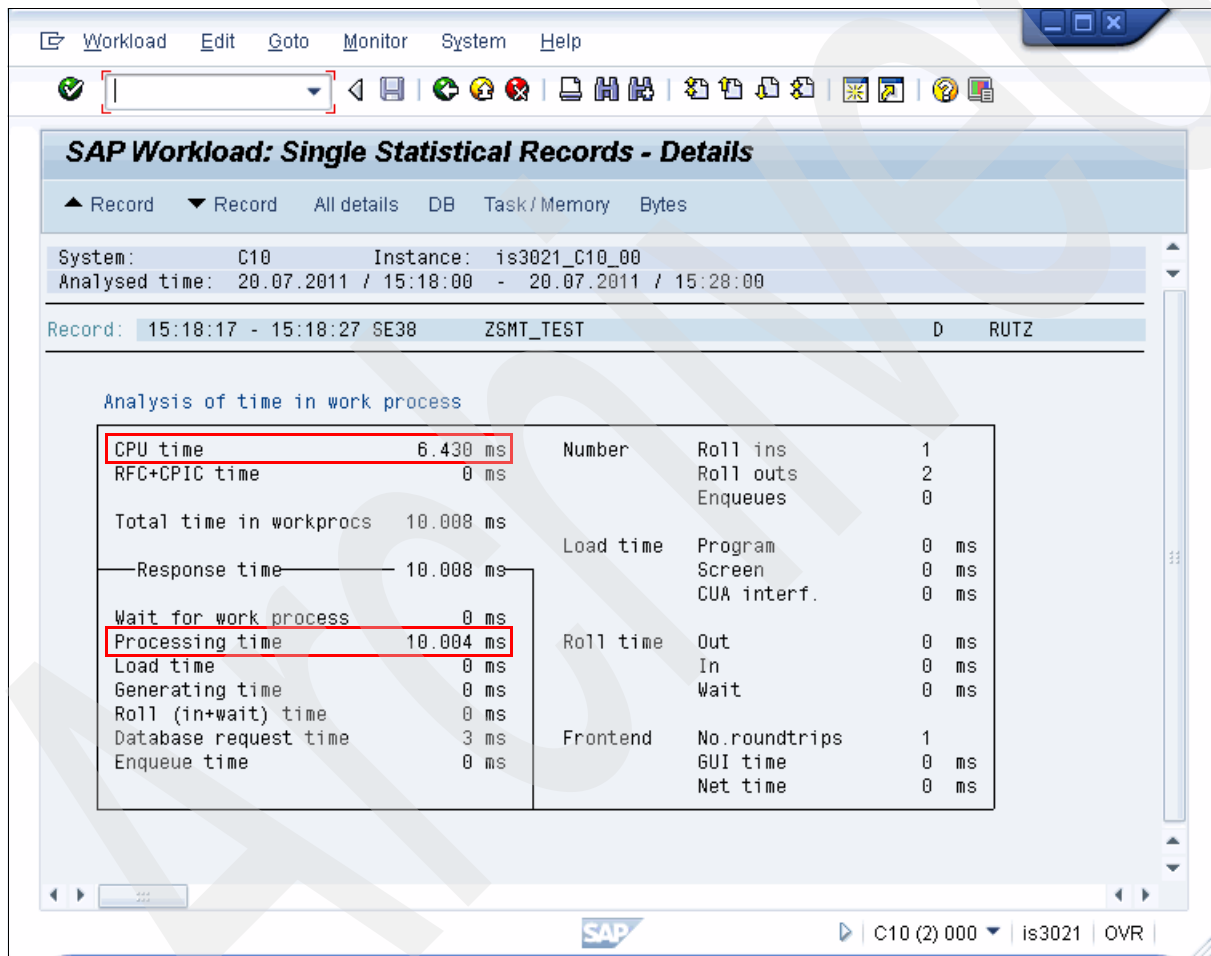 Workload Edit Goto Monitor System Help
SAP Workload: Single Statistical Records - Details
Record Record All details DB Task/Memory Bytes
System: C10 Instance: is3021_C10_00
Analysed time: 20.07.2011 / 15:18:00 - 20.07.2011 / 15:28:00
Record: 15:18:17 - 15:18:27 SE38 ZSMT_TEST D RUTZ
Analysis of time in work process
CPU time 6.430 ms Number Roll ins 1
RFC+CPIC time 0 ms Roll outs 2
Enqueues 0
Total time in workprocs 10.008 ms
Load time Program 0 ms
Response time 10.008 ms Screen 0 ms
CUA interf. 0 ms
Wait for work process 0 ms
Processing time 10.004 ms Roll time Out 0 ms
Load time 0 ms In 0 ms
Generating time 0 ms Wait 0 ms
Roll (in+wait) time 0 ms
Database request time 3 ms Frontend No.roundtrips 1
Enqueue time 0 ms GUI time 0 ms
Net time 0 ms
SAP C10 (2) 000 is3021 OVR